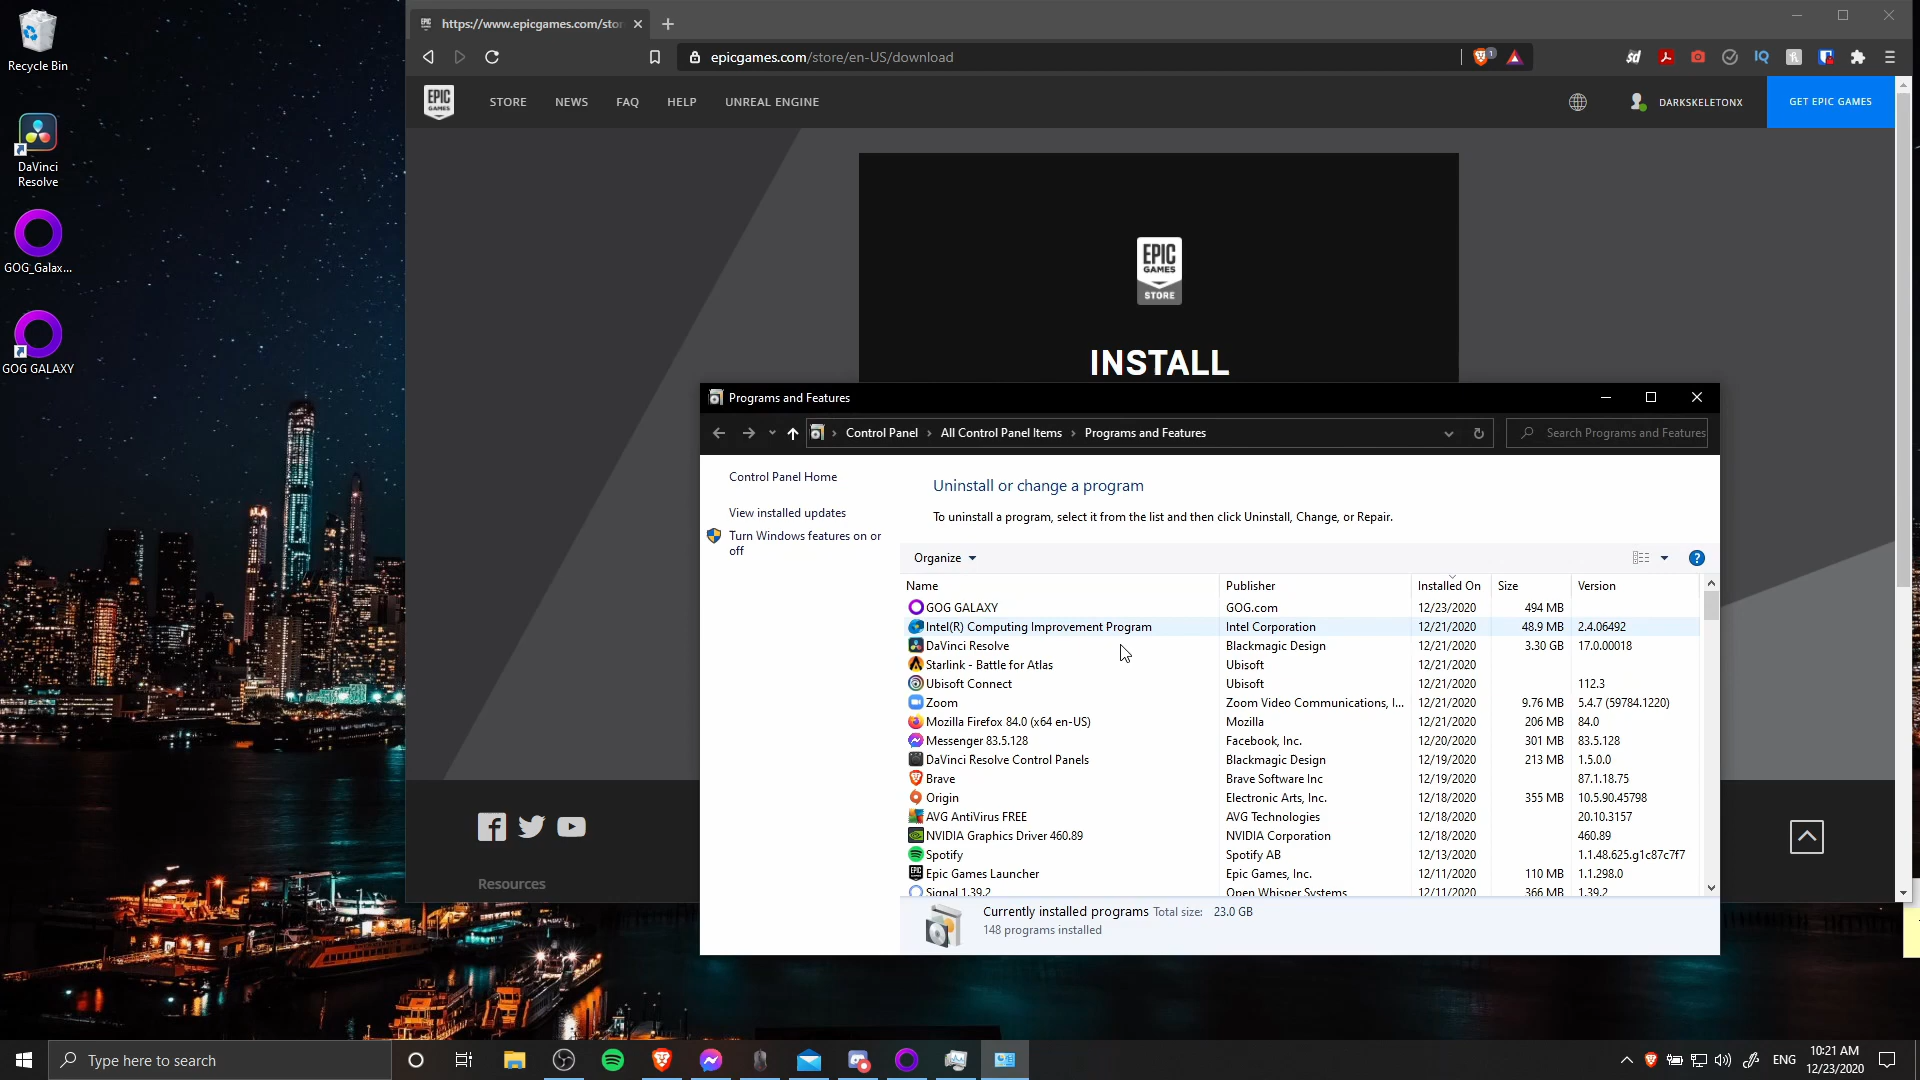 Recycle Bin
DaVinci
Resolve
GOG_Galax...
GOG GALAXY
https://www.epicgames.com/stor
epicgames.com/store/en-US/download
1
IQ
EPIC
GAMES
STORE
NEWS
FAQ
HELP
UNREAL ENGINE
DARKSKELETONX
GET EPIC GAMES
EPIC
GAMES
STORE
INSTALL
Resources
Programs and Features
Control Panel
All Control Panel Items
Programs and Features
Search Programs and Features
Control Panel Home
View installed updates
Turn Windows features on or
off
Uninstall or change a program
To uninstall a program, select it from the list and then click Uninstall, Change, or Repair.
Organize
Name Publisher Installed On Size Version
GOG GALAXY GOG.com 12/23/2020 494 MB
Intel(R) Computing Improvement Program Intel Corporation 12/21/2020 48.9 MB 2.4.06492
DaVinci Resolve Blackmagic Design 12/21/2020 3.30 GB 17.0.00018
Starlink - Battle for Atlas Ubisoft 12/21/2020
Ubisoft Connect Ubisoft 12/21/2020 112.3
Zoom Zoom Video Communications, I... 12/21/2020 9.76 MB 5.4.7 (59784.1220)
Mozilla Firefox 84.0 (x64 en-US) Mozilla 12/21/2020 206 MB 84.0
Messenger 83.5.128 Facebook, Inc. 12/20/2020 301 MB 83.5.128
DaVinci Resolve Control Panels Blackmagic Design 12/19/2020 213 MB 1.5.0.0
Brave Brave Software Inc 12/19/2020 87.1.18.75
Origin Electronic Arts, Inc. 12/18/2020 355 MB 10.5.90.45798
AVG AntiVirus FREE AVG Technologies 12/18/2020 20.10.3157
NVIDIA Graphics Driver 460.89 NVIDIA Corporation 12/18/2020 460.89
Spotify Spotify AB 12/13/2020 1.1.48.625.g1c87c7f7
Epic Games Launcher Epic Games, Inc. 12/11/2020 110 MB 1.1.298.0
Signal 1.39.2 Open Whisper Systems 12/11/2020 366 MB 1.39.2
Currently installed programs Total size: 23.0 GB
148 programs installed
Type here to search
ENG
10:21 AM
12/23/2020